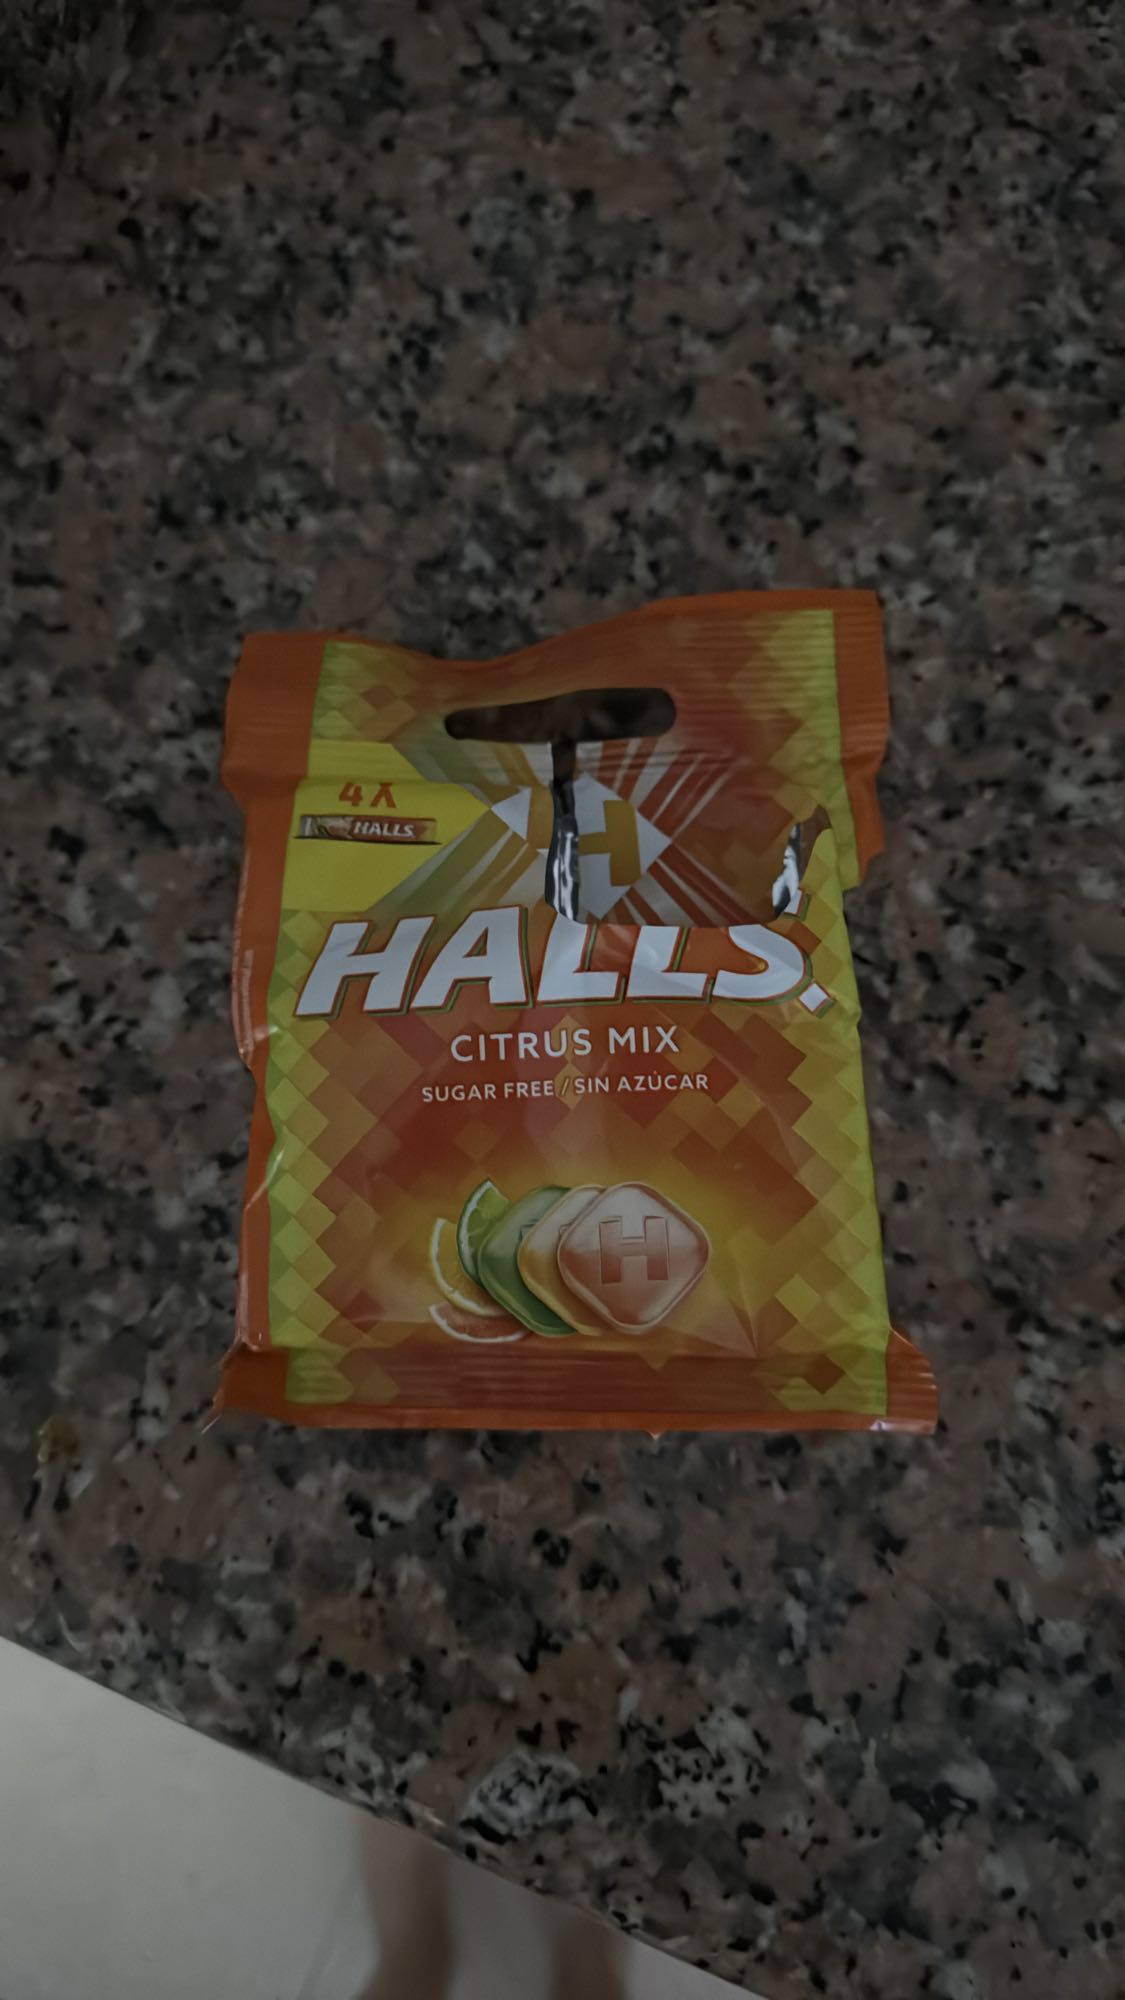 4X
HALLS
H
HALLS.
CITRUS MIX
SUGAR FREE / SIN AZÚCAR
H